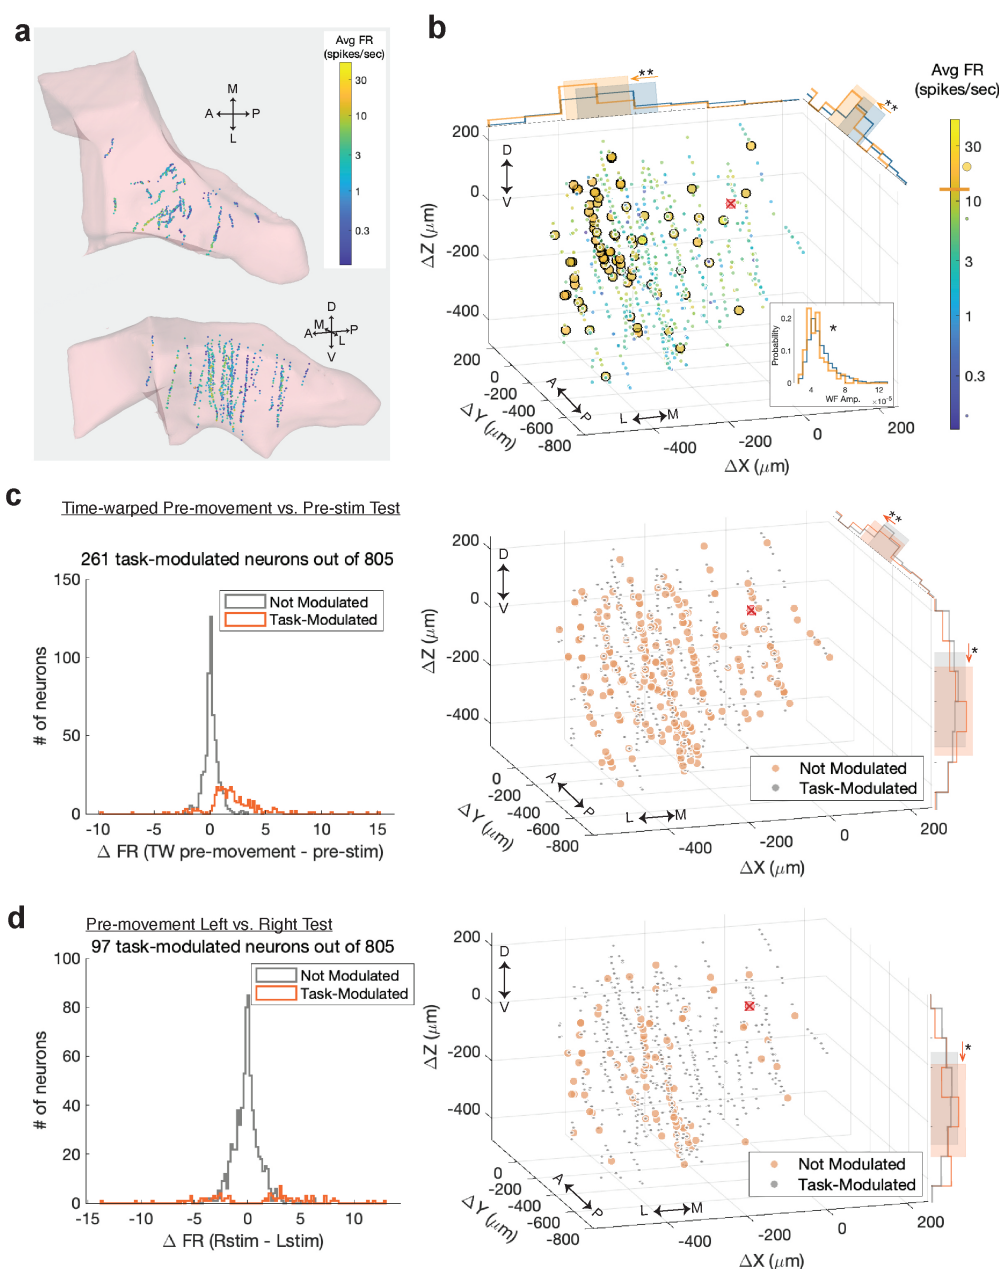 a
Avg FR
(spikes/sec)
30
10
3
1
0.3
M
A P
L
D
M
A P
L
V
b
**
**
Avg FR
(spikes/sec)
30
10
3
1
0.3
200
0
-200
-400
ΔZ (μm)
D
V
200
0
-200
-400
-600
-800
ΔY (μm)
A
P
L M
-400
-200
0
200
ΔX (μm)
0.2
0.1
0
Probability
*
4 8 12
×10⁻⁵
WF Amp.
c
Time-warped Pre-movement vs. Pre-stim Test
261 task-modulated neurons out of 805
150
100
50
0
# of neurons
Not Modulated
Task-Modulated
-10 -5 0 5 10 15
Δ FR (TW pre-movement - pre-stim)
**
*
200
0
-200
-400
ΔZ (μm)
D
V
0
-200
-400
-600
-800
ΔY (μm)
A
P
L M
-400
-200
0
200
ΔX (μm)
Not Modulated
Task-Modulated
d
Pre-movement Left vs. Right Test
97 task-modulated neurons out of 805
100
80
60
40
20
0
# of neurons
Not Modulated
Task-Modulated
-15 -10 -5 0 5 10
Δ FR (Rstim - Lstim)
*
200
0
-200
-400
ΔZ (μm)
D
V
0
-200
-400
-600
-800
ΔY (μm)
A
P
L M
-400
-200
0
200
ΔX (μm)
Not Modulated
Task-Modulated